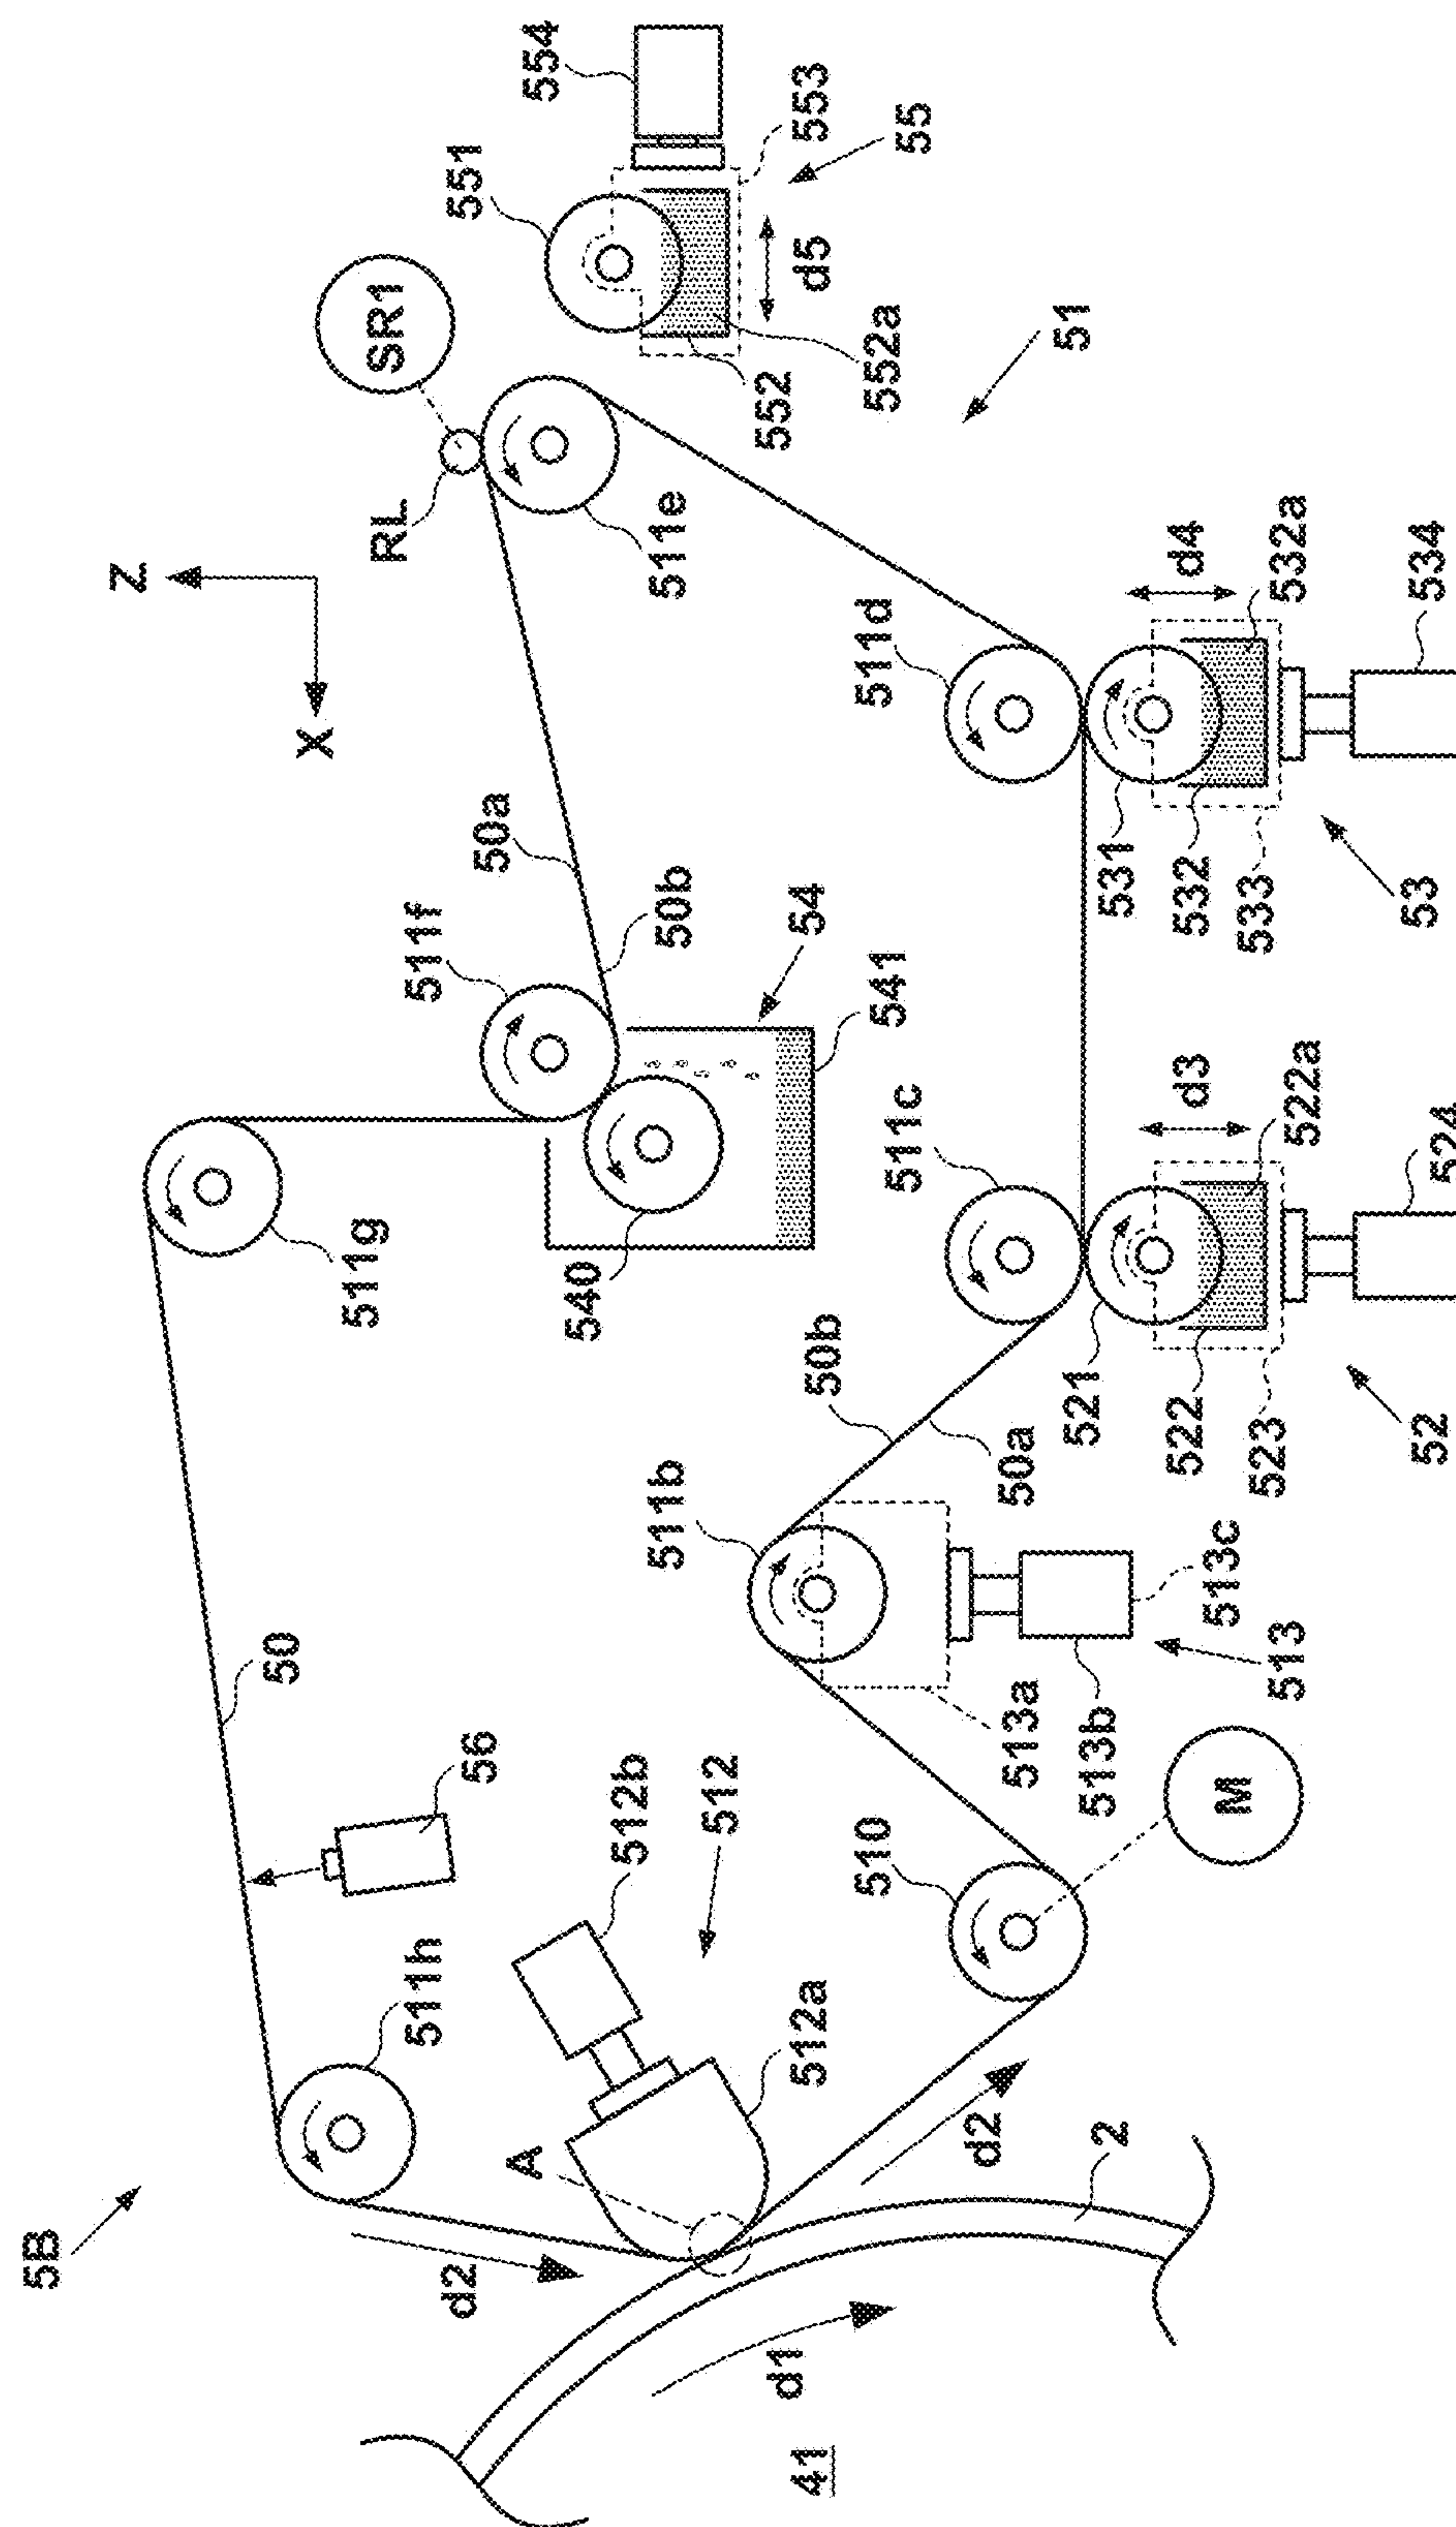 5B
Z
50
X
511g
SR1
RL
511h
511f
d2
551
56
50a
A
554
540
512b
511b
511e
50b
512
552
d1
41
512a
54
d5
553
50b
510
511d
541
552a
511c
55
d2
50a
513a
51
521
513b
2
531
522
d3
532
d4
513c
M
523
533
513
522a
532a
52
53
524
534